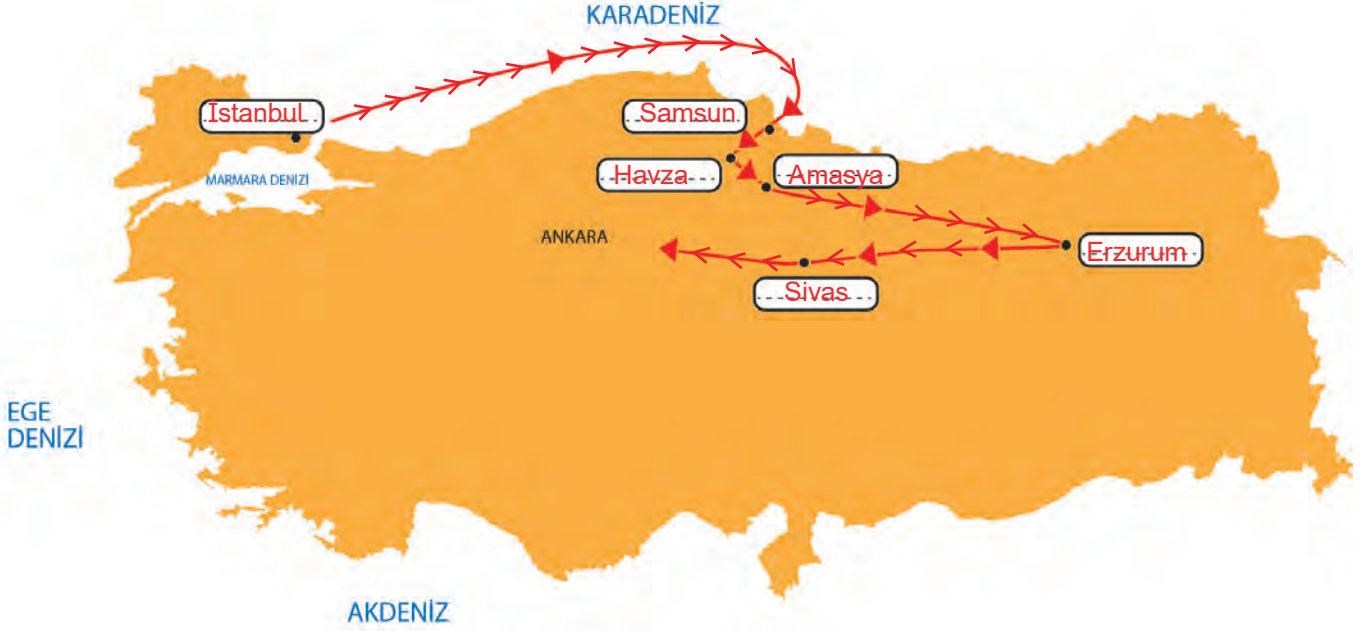 KARADENİZ
İstanbul
Samsun
Havza
Amasya
MARMARA DENİZİ
ANKARA
Erzurum
Sivas
EGE
DENİZİ
AKDENİZ